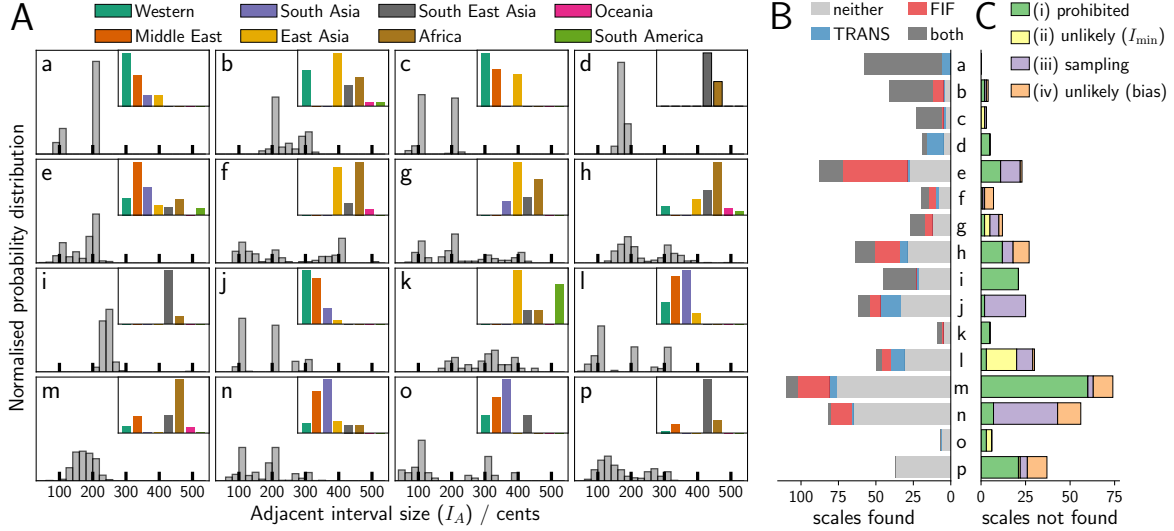 A
Western
South Asia
South East Asia
Oceania
Middle East
East Asia
Africa
South America
Normalised probability distribution
a
b
c
d
e
f
g
h
i
j
k
l
m
n
o
p
100 200 300 400 500
100 200 300 400 500
100 200 300 400 500
100 200 300 400 500
Adjacent interval size (I_A) / cents
B
neither
FIF
TRANS
both
a
b
c
d
e
f
g
h
i
j
k
l
m
n
o
p
100 75 50 25 0
scales found
C
(i) prohibited
(ii) unlikely (I_min)
(iii) sampling
(iv) unlikely (bias)
0 25 50 75
scales not found